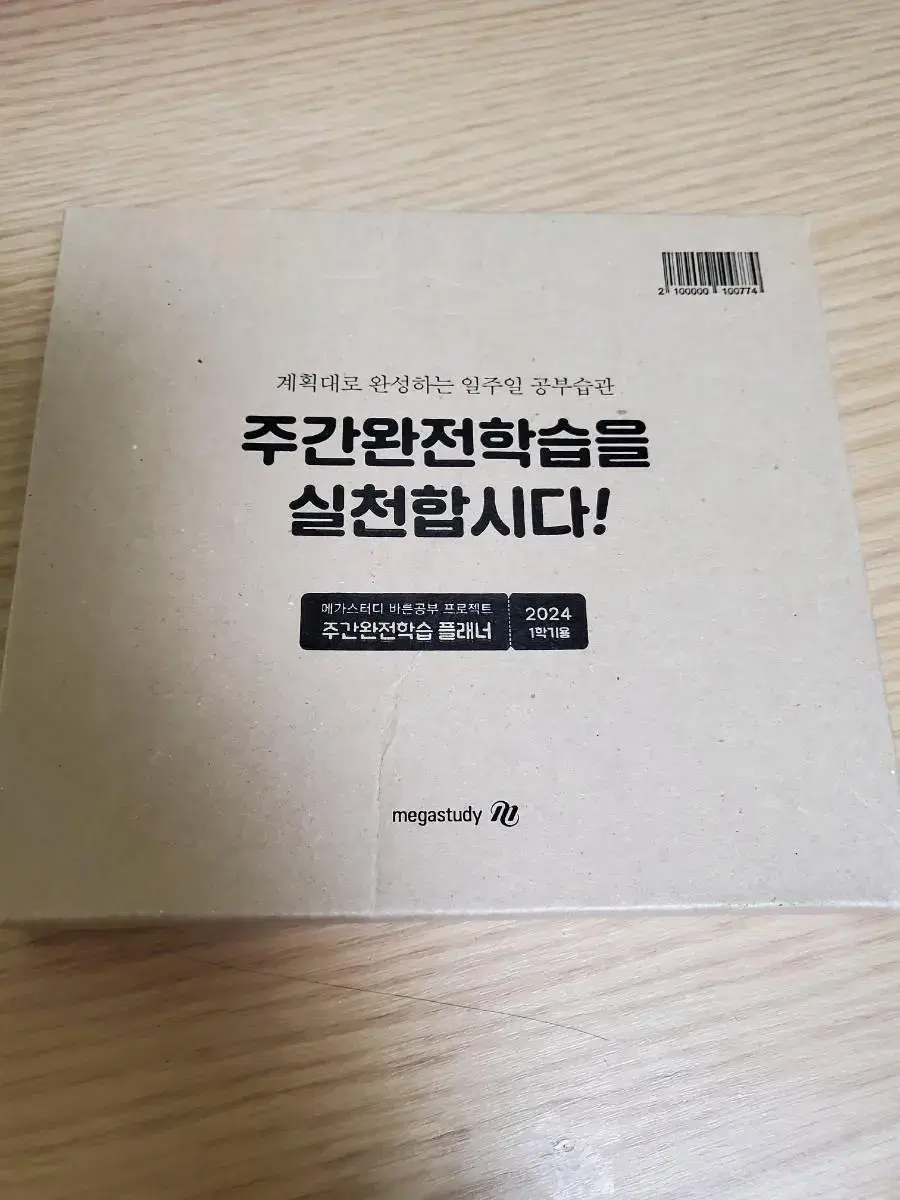 2 100000 100774
계획대로 완성하는 일주일 공부습관
주간완전학습을
실천합시다!
메가스터디 바른공부 프로젝트
주간완전학습 플래너
2024
1학기용
megastudy